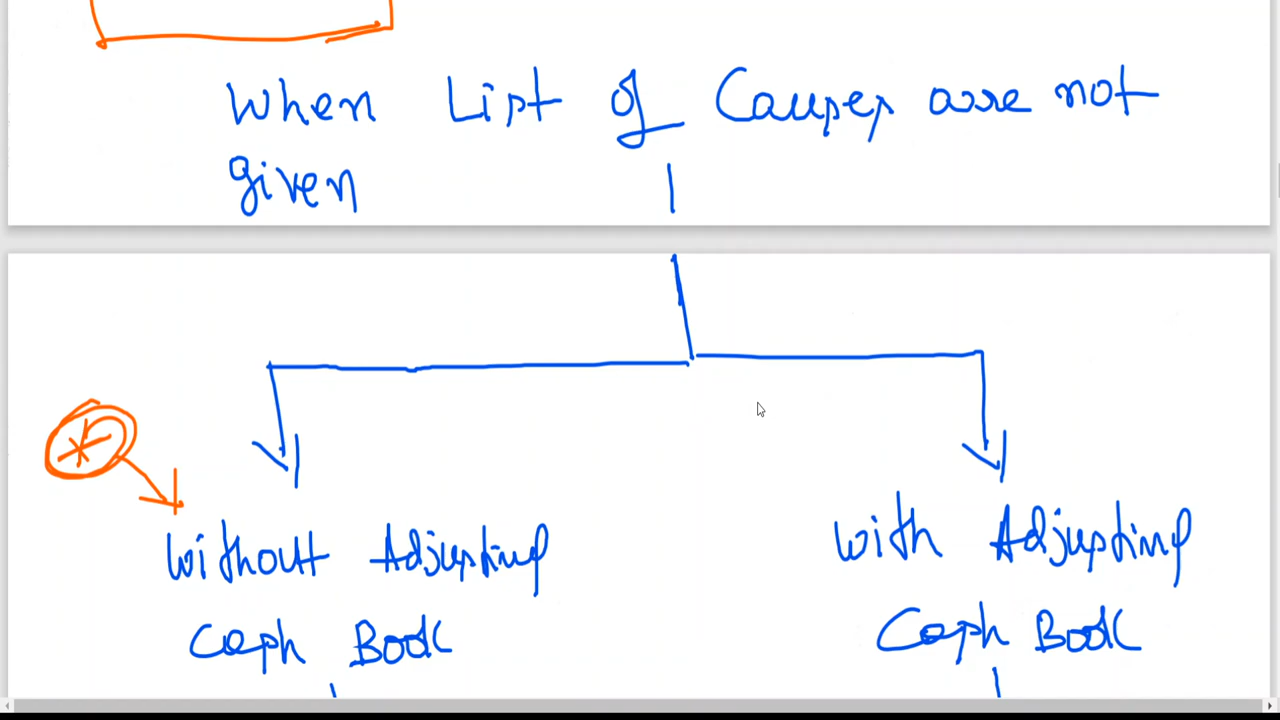 When List of Causes are not
given
Without Adjusting
Cash Book
With Adjusting
Cash Book